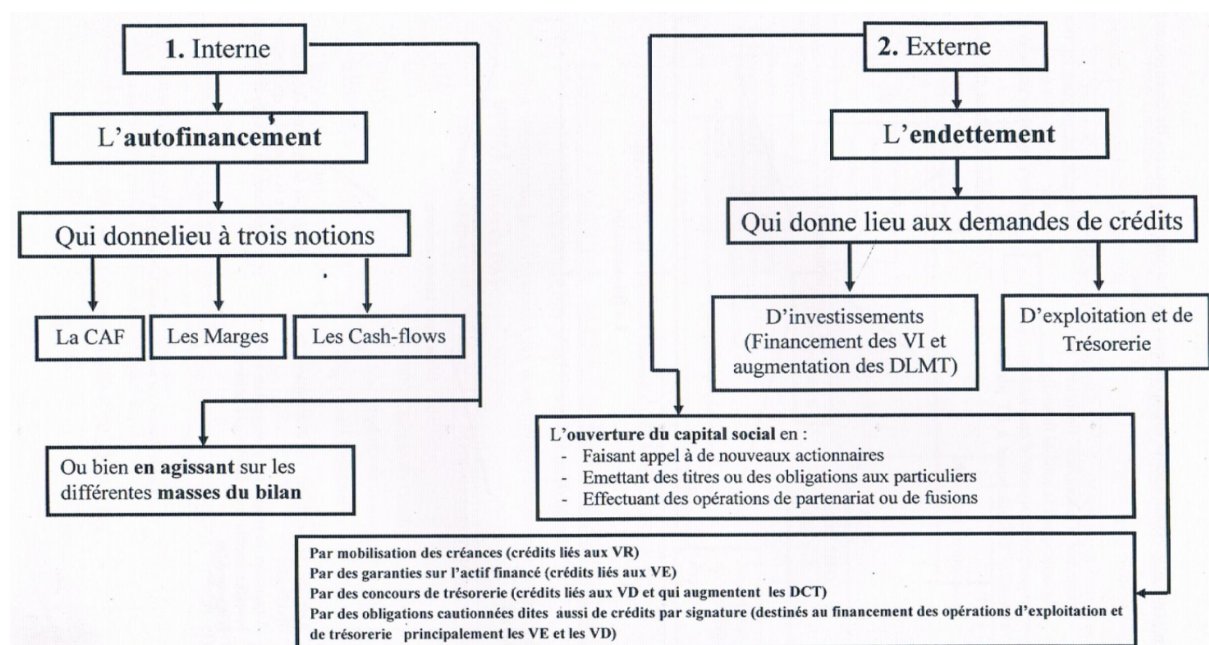 1. Interne
L'autofinancement
Qui donnelieu à trois notions
La CAF
Les Marges
Les Cash-flows
Ou bien en agissant sur les
différentes masses du bilan
2. Externe
L'endettement
Qui donne lieu aux demandes de crédits
D'investissements
(Financement des VI et
augmentation des DLMT)
D'exploitation et de
Trésorerie
L'ouverture du capital social en :
- Faisant appel à de nouveaux actionnaires
- Emettant des titres ou des obligations aux particuliers
- Effectuant des opérations de partenariat ou de fusions
Par mobilisation des créances (crédits liés aux VR)
Par des garanties sur l'actif financé (crédits liés aux VE)
Par des concours de trésorerie (crédits liés aux VD et qui augmentent les DCT)
Par des obligations cautionnées dites aussi de crédits par signature (destinés au financement des opérations d'exploitation et
de trésorerie principalement les VE et les VD)